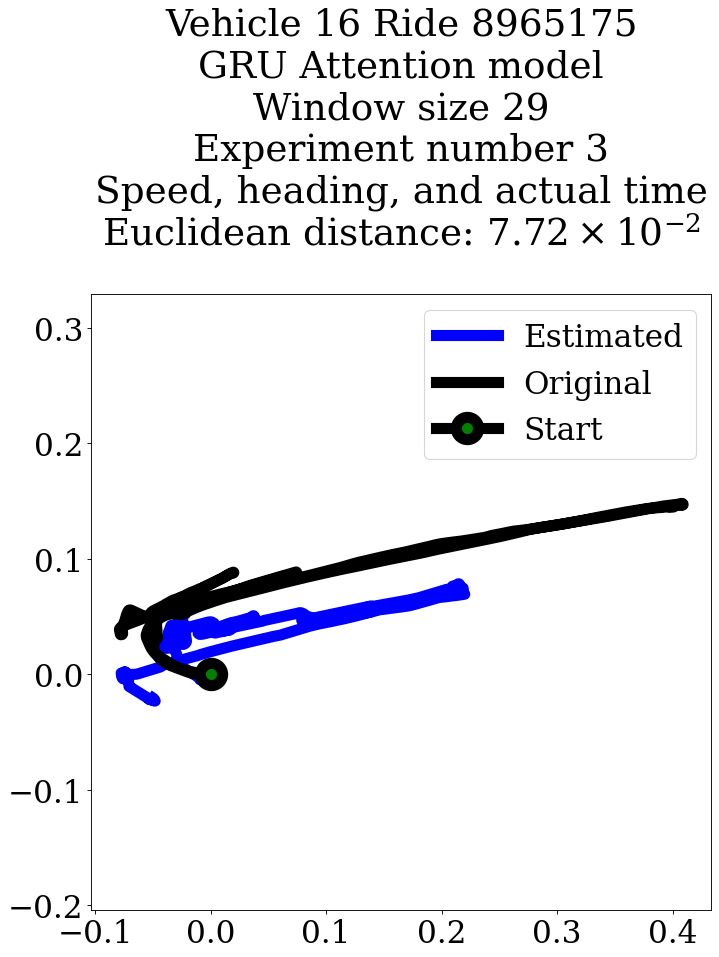 Vehicle 16 Ride 8965175
GRU Attention model
Window size 29
Experiment number 3
Speed, heading, and actual time
Euclidean distance: 7.72 × 10⁻²
Estimated
Original
Start
0.3
0.2
0.1
0.0
−0.1
−0.2
−0.1 0.0 0.1 0.2 0.3 0.4